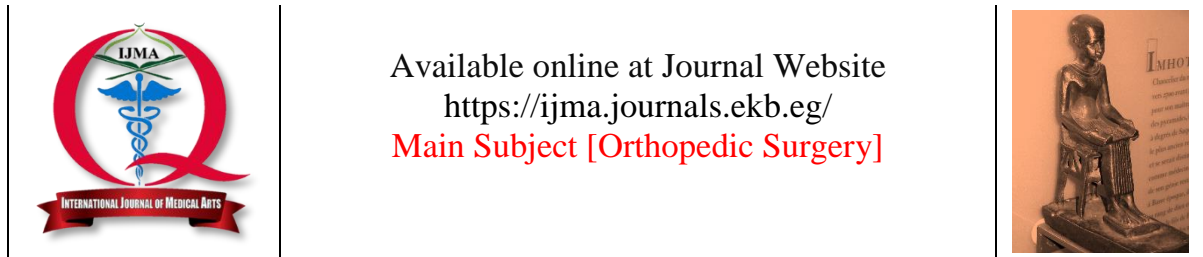 IJMA
INTERNATIONAL JOURNAL OF MEDICAL ARTS
Available online at Journal Website
https://ijma.journals.ekb.eg/
Main Subject [Orthopedic Surgery]
IMHOT